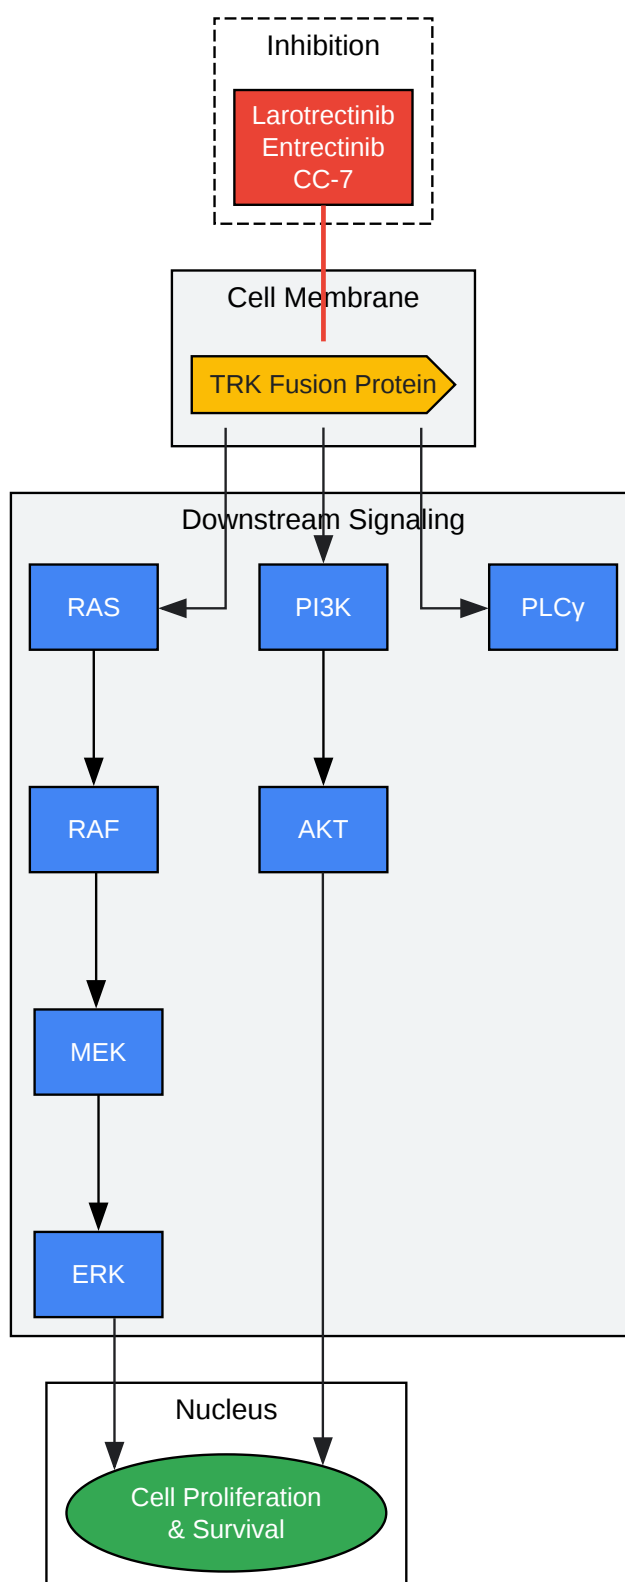 Inhibition
Larotrectinib
Entrectinib
CC-7
Cell Membrane
TRK Fusion Protein
Downstream Signaling
RAS
PI3K
PLCγ
RAF
AKT
MEK
ERK
Nucleus
Cell Proliferation
& Survival